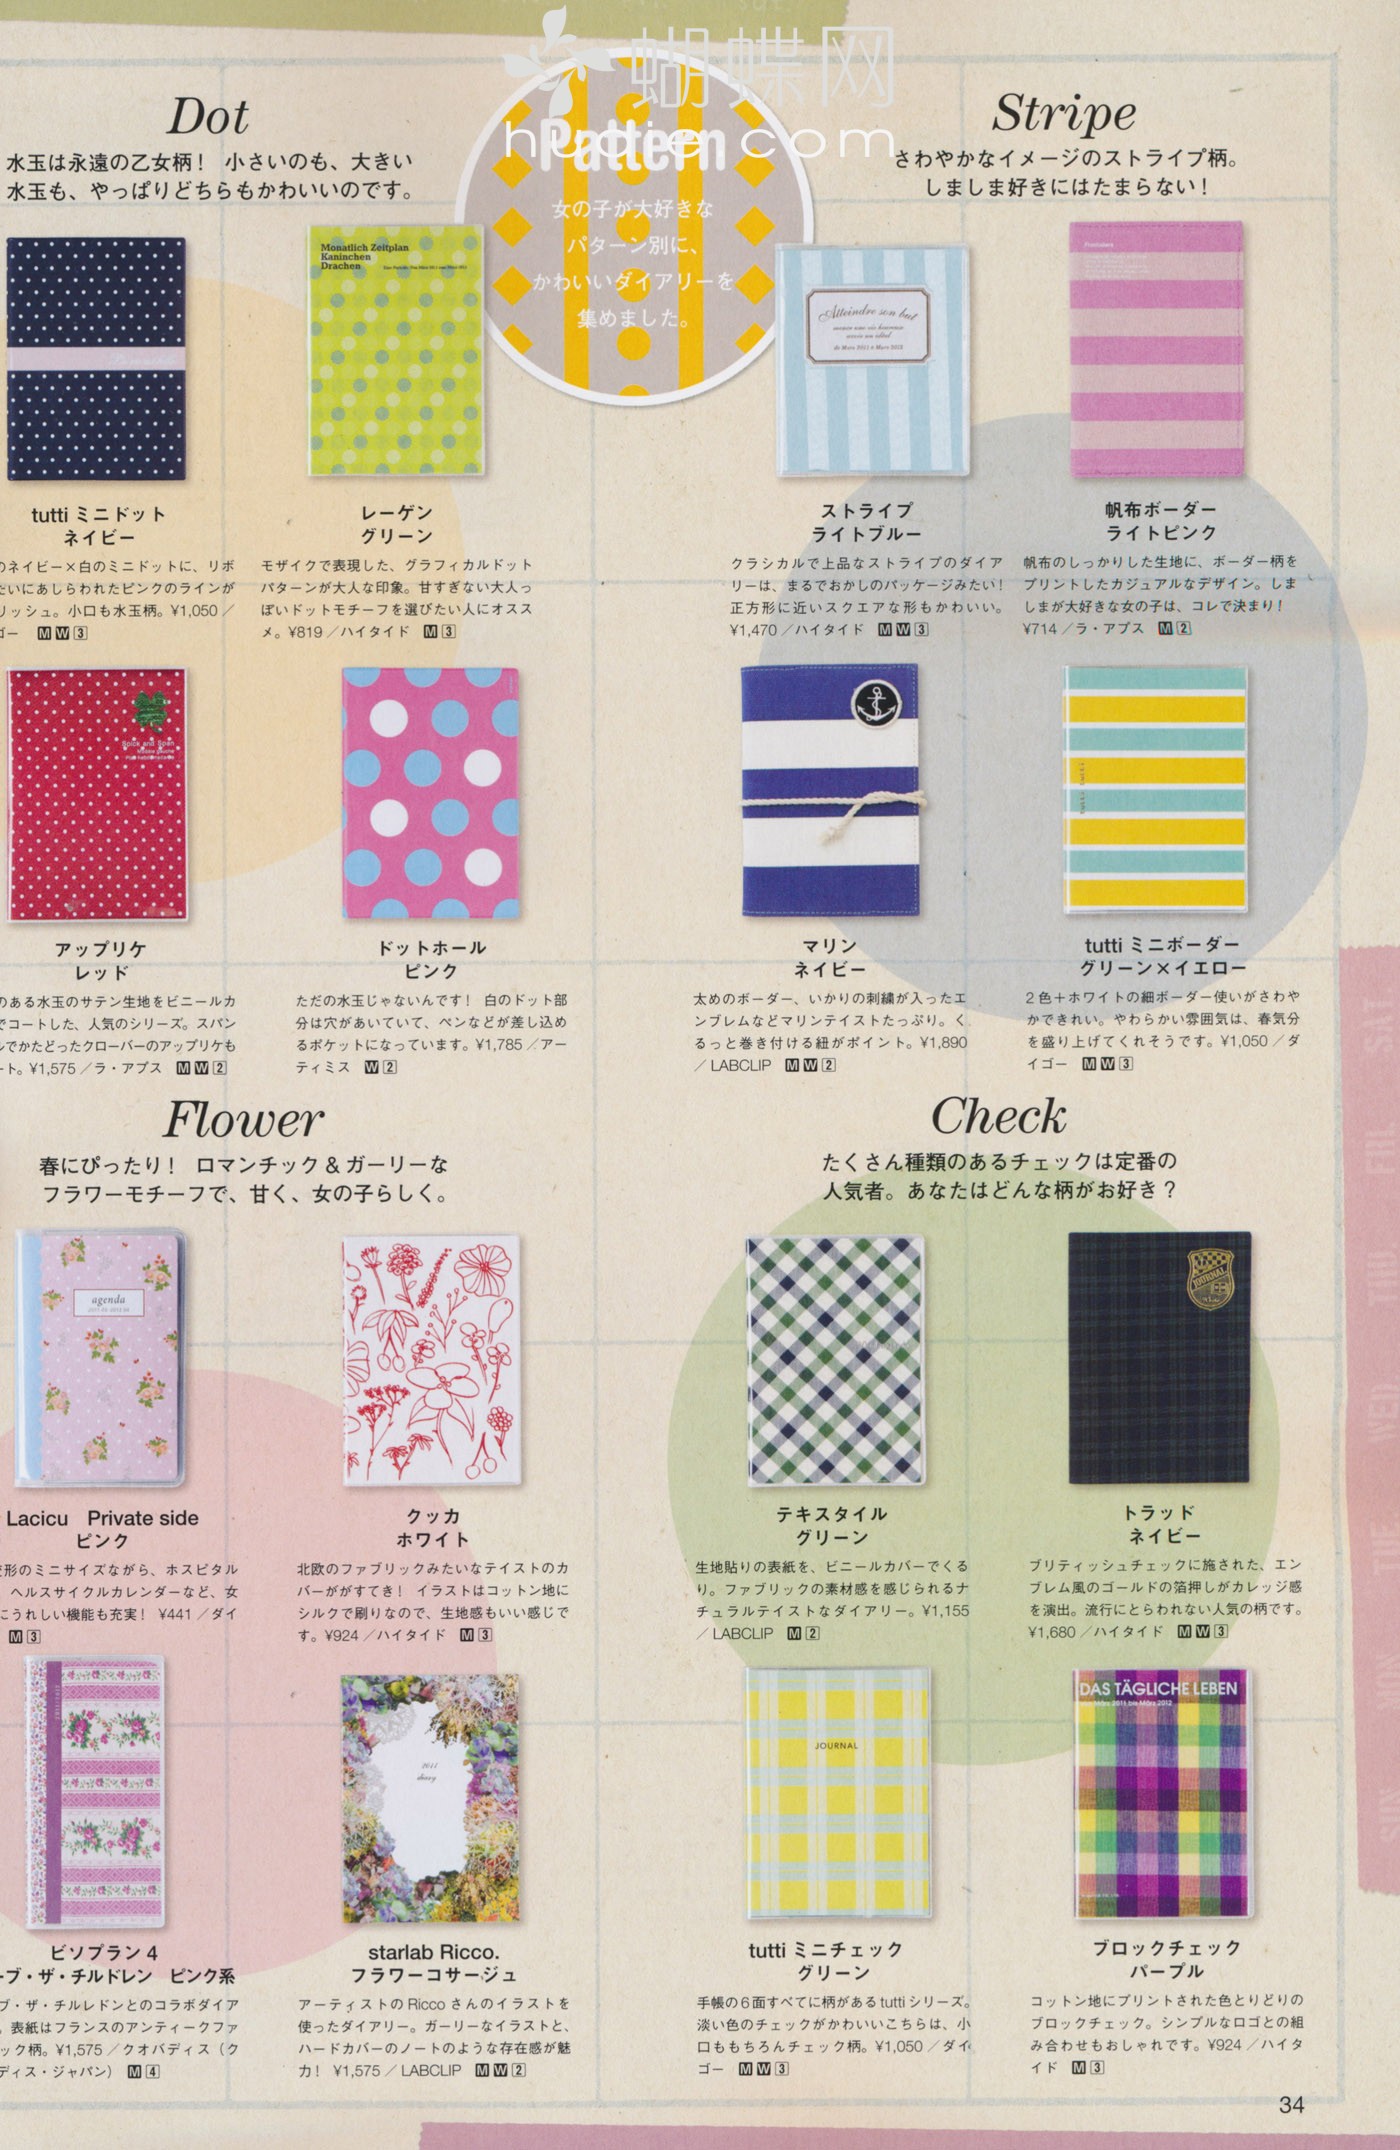 蝴蝶网
hudie.com
Pattern
女の子が大好きな
パターン別に、
かわいいダイアリーを
集めました。
Dot
水玉は永遠の乙女柄！ 小さいのも、大きい
水玉も、やっぱりどちらもかわいいのです。
Monatlich Zeitplan
Kaninchen
Drachen
tutti ミニドット
ネイビー
のネイビー×白のミニドットに、リボ
だいにあしらわれたピンクのラインが
リッシュ。小口も水玉柄。¥1,050／
ゴー M W 3
レーゲン
グリーン
モザイクで表現した、グラフィカルドット
パターンが大人な印象。甘すぎない大人っ
ぽいドットモチーフを選びたい人にオスス
メ。¥819／ハイタイド M 3
Spice and Span
アップリケ
レッド
のある水玉のサテン生地をビニールカ
でコートした、人気のシリーズ。スパン
ルでかたどったクローバーのアップリケも
ート。¥1,575／ラ・アプス M W 2
ドットホール
ピンク
ただの水玉じゃないんです！ 白のドット部
分は穴があいていて、ペンなどが差し込め
るポケットになっています。¥1,785／アー
ティミス W 2
Stripe
さわやかなイメージのストライプ柄。
しましま好きにはたまらない！
Atteindre son but
menez une vie heureuse
de Mars 2011 à Mars 2012
ストライプ
ライトブルー
クラシカルで上品なストライプのダイア
リーは、まるでおかしのパッケージみたい！
正方形に近いスクエアな形もかわいい。
¥1,470／ハイタイド M W 3
帆布ボーダー
ライトピンク
帆布のしっかりした生地に、ボーダー柄を
プリントしたカジュアルなデザイン。しま
しまが大好きな女の子は、コレで決まり！
¥714／ラ・アプス M 2
マリン
ネイビー
太めのボーダー、いかりの刺繍が入ったエ
ンブレムなどマリンテイストたっぷり。く
るっと巻き付ける紐がポイント。¥1,890
／LABCLIP M W 2
tutti tutti
tutti ミニボーダー
グリーン×イエロー
2色＋ホワイトの細ボーダー使いがさわや
かできれい。やわらかい雰囲気は、春気分
を盛り上げてくれそうです。¥1,050／ダ
イゴー M W 3
Flower
春にぴったり！ ロマンチック＆ガーリーな
フラワーモチーフで、甘く、女の子らしく。
agenda
Lacicu Private side
ピンク
変形のミニサイズながら、ホスピタル
ヘルスサイクルカレンダーなど、女
にうれしい機能も充実！ ¥441／ダイ
M 3
クッカ
ホワイト
北欧のファブリックみたいなテイストのカ
バーががすてき！ イラストはコットン地に
シルクで刷りなので、生地感もいい感じで
す。¥924／ハイタイド M 3
ビソプラン4
ーブ・ザ・チルドレン ピンク系
ブ・ザ・チルレドンとのコラボダイア
。表紙はフランスのアンティークファ
ック柄。¥1,575／クオバディス（ク
ディス・ジャパン） M 4
2011
diary
starlab Ricco.
フラワーコサージュ
アーティストのRiccoさんのイラストを
使ったダイアリー。ガーリーなイラストと、
ハードカバーのノートのような存在感が魅
力！ ¥1,575／LABCLIP M W 2
Check
たくさん種類のあるチェックは定番の
人気者。あなたはどんな柄がお好き？
テキスタイル
グリーン
生地貼りの表紙を、ビニールカバーでくる
り。ファブリックの素材感を感じられるナ
チュラルテイストなダイアリー。¥1,155
／LABCLIP M 2
JOURNAL
トラッド
ネイビー
ブリティッシュチェックに施された、エン
ブレム風のゴールドの箔押しがカレッジ感
を演出。流行にとらわれない人気の柄です。
¥1,680／ハイタイド M W 3
JOURNAL
tutti ミニチェック
グリーン
手帳の6面すべてに柄があるtuttiシリーズ。
淡い色のチェックがかわいいこちらは、小
口ももちろんチェック柄。¥1,050／ダイ
ゴー M W 3
DAS TÄGLICHE LEBEN
von März 2011 bis März 2012
ブロックチェック
パープル
コットン地にプリントされた色とりどりの
ブロックチェック。シンプルなロゴとの組
み合わせもおしゃれです。¥924／ハイタ
イド M 3
SUN MON TUE WED THU FRI SAT
34